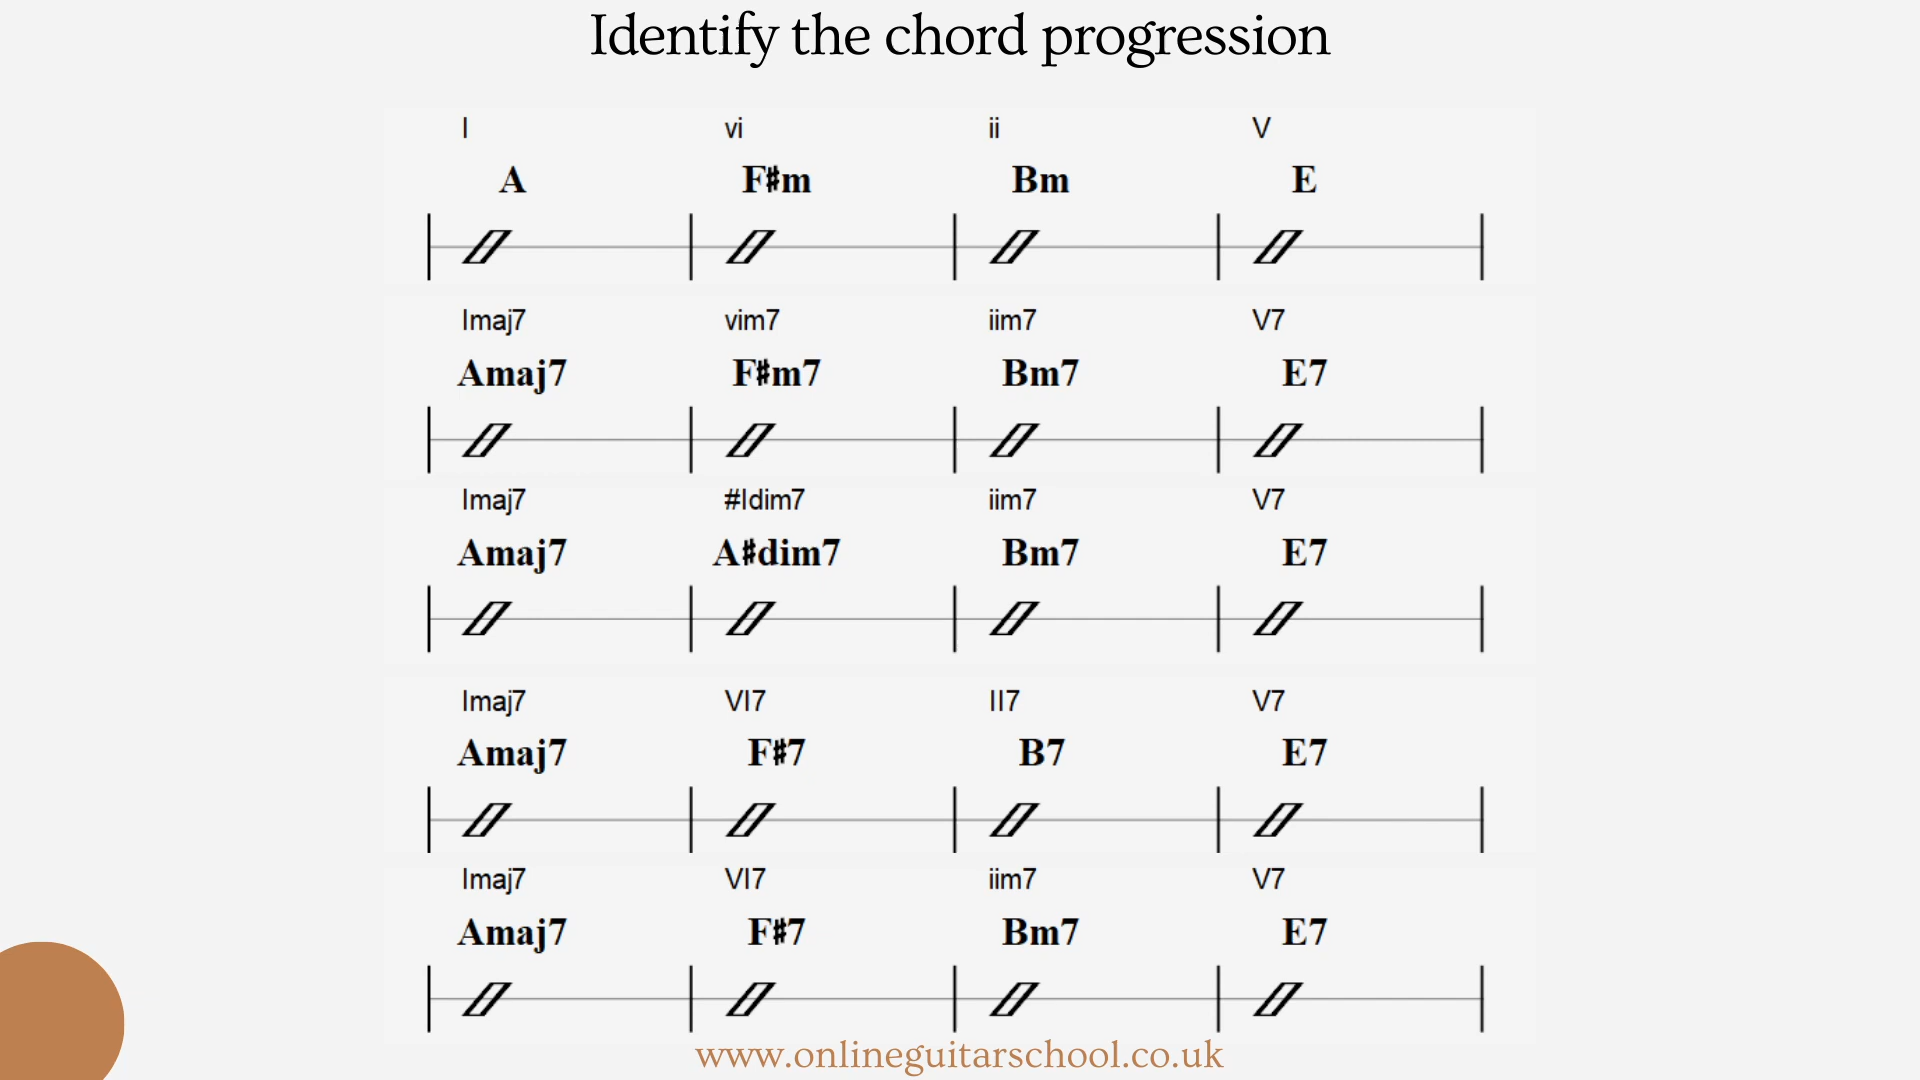 Identify the chord progression
I vi ii V
A F♯m Bm E
Imaj7 vim7 iim7 V7
Amaj7 F♯m7 Bm7 E7
Imaj7 #Idim7 iim7 V7
Amaj7 A♯dim7 Bm7 E7
Imaj7 VI7 II7 V7
Amaj7 F♯7 B7 E7
Imaj7 VI7 iim7 V7
Amaj7 F♯7 Bm7 E7
www.onlineguitarschool.co.uk